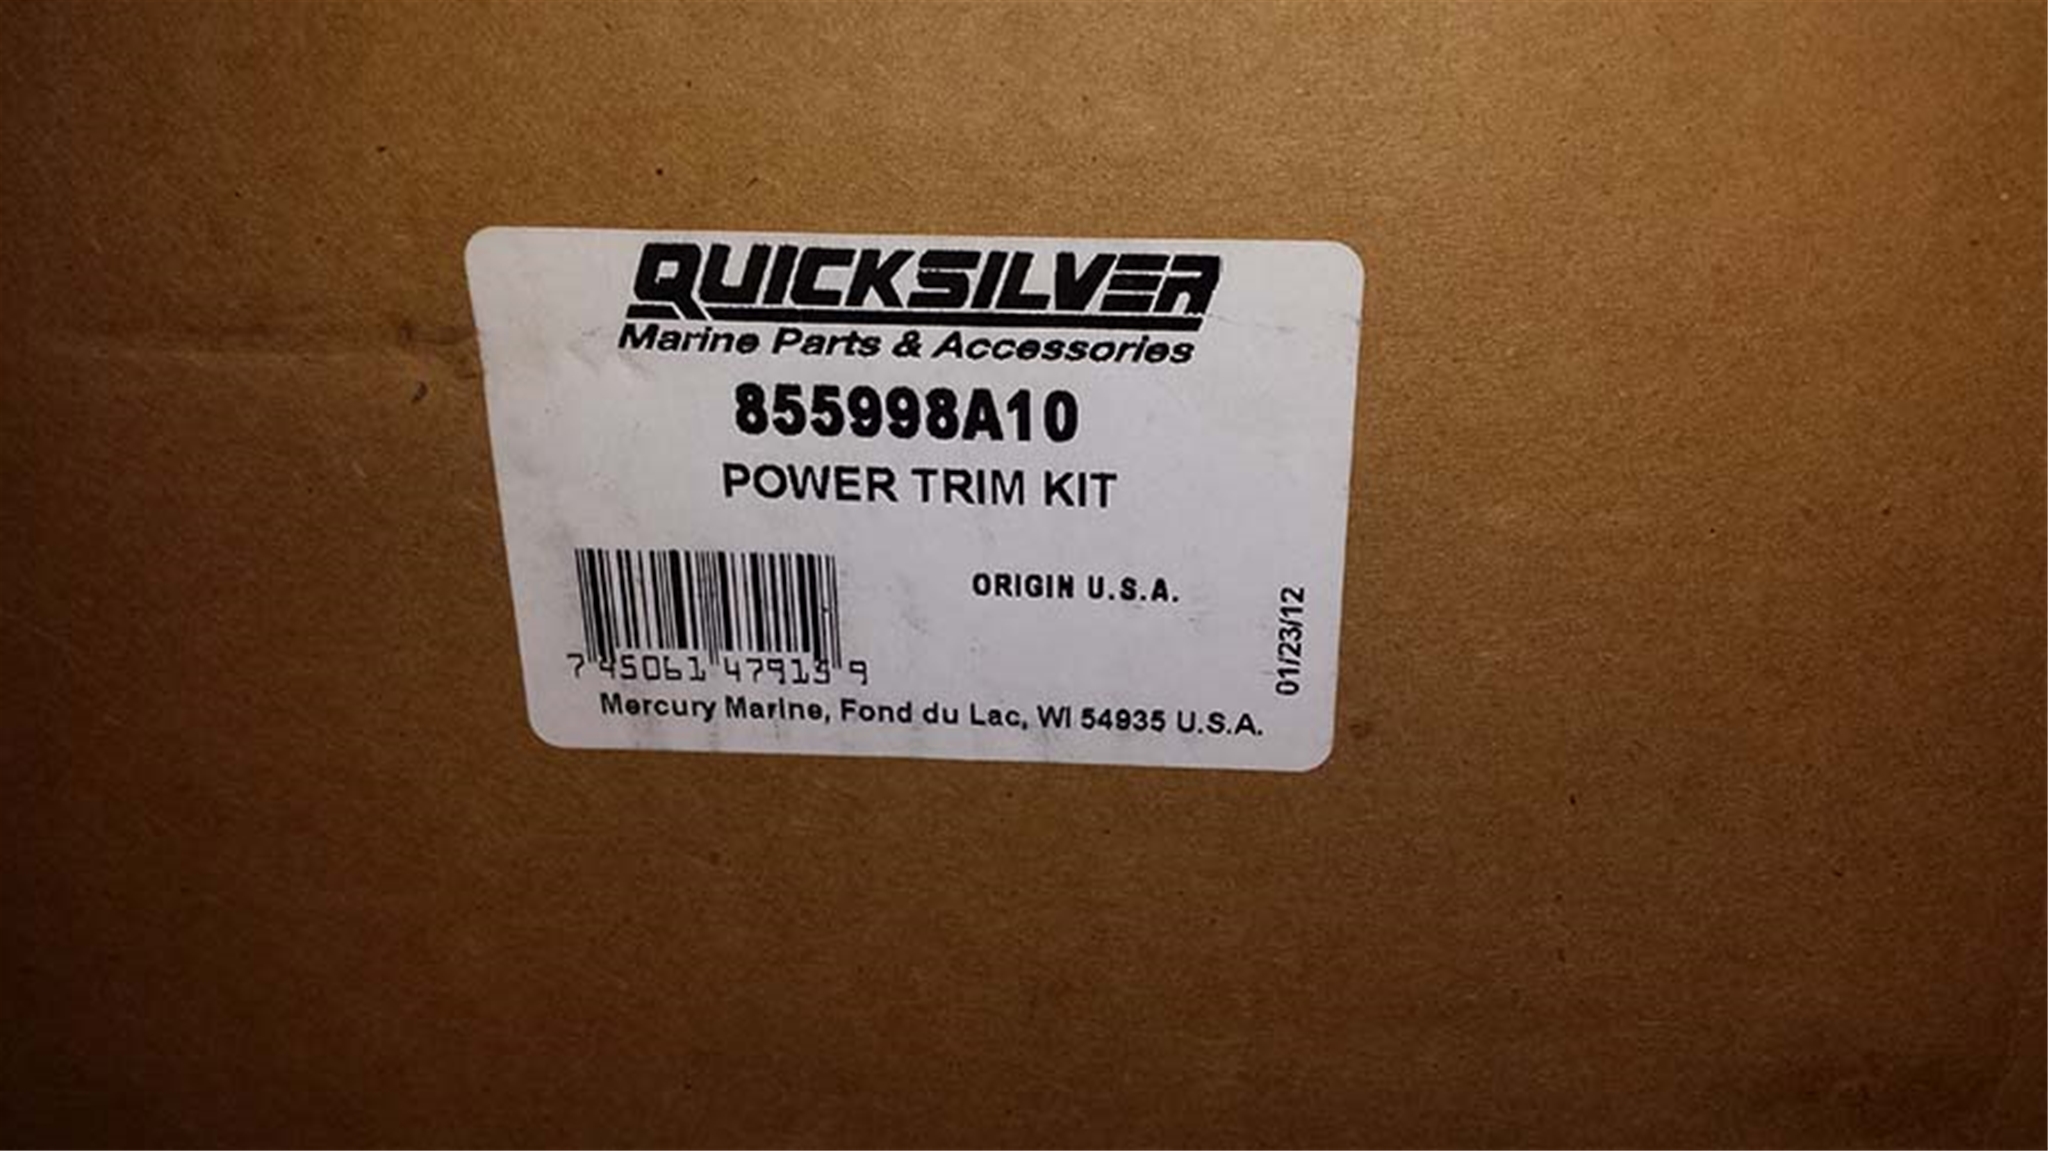 QUICKSILVER
Marine Parts & Accessories
855998A10
POWER TRIM KIT
ORIGIN U.S.A.
01/23/12
7 45061 47913 9
Mercury Marine, Fond du Lac, WI 54935 U.S.A.